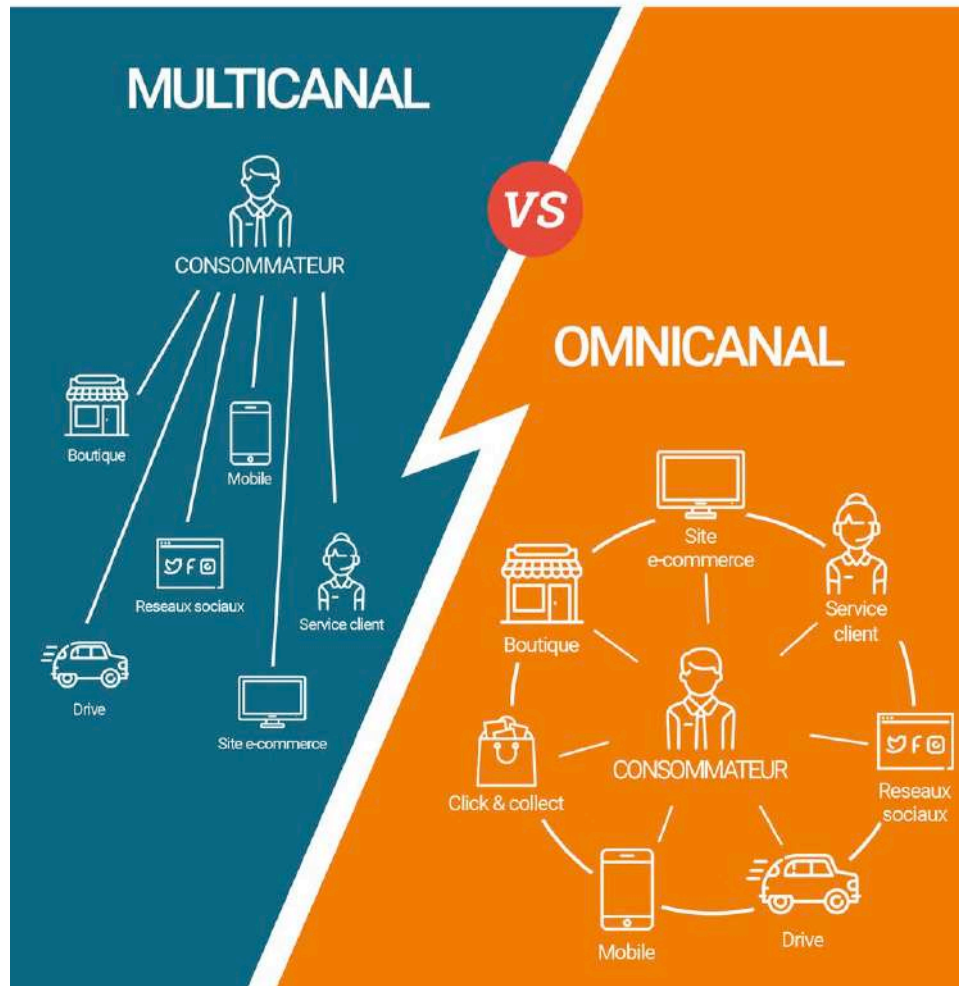 MULTICANAL
CONSOMMATEUR
Boutique
Mobile
Reseaux sociaux
Service client
Drive
Site e-commerce
VS
OMNICANAL
Site
e-commerce
Service
client
Boutique
CONSOMMATEUR
Click & collect
Reseaux
sociaux
Mobile
Drive